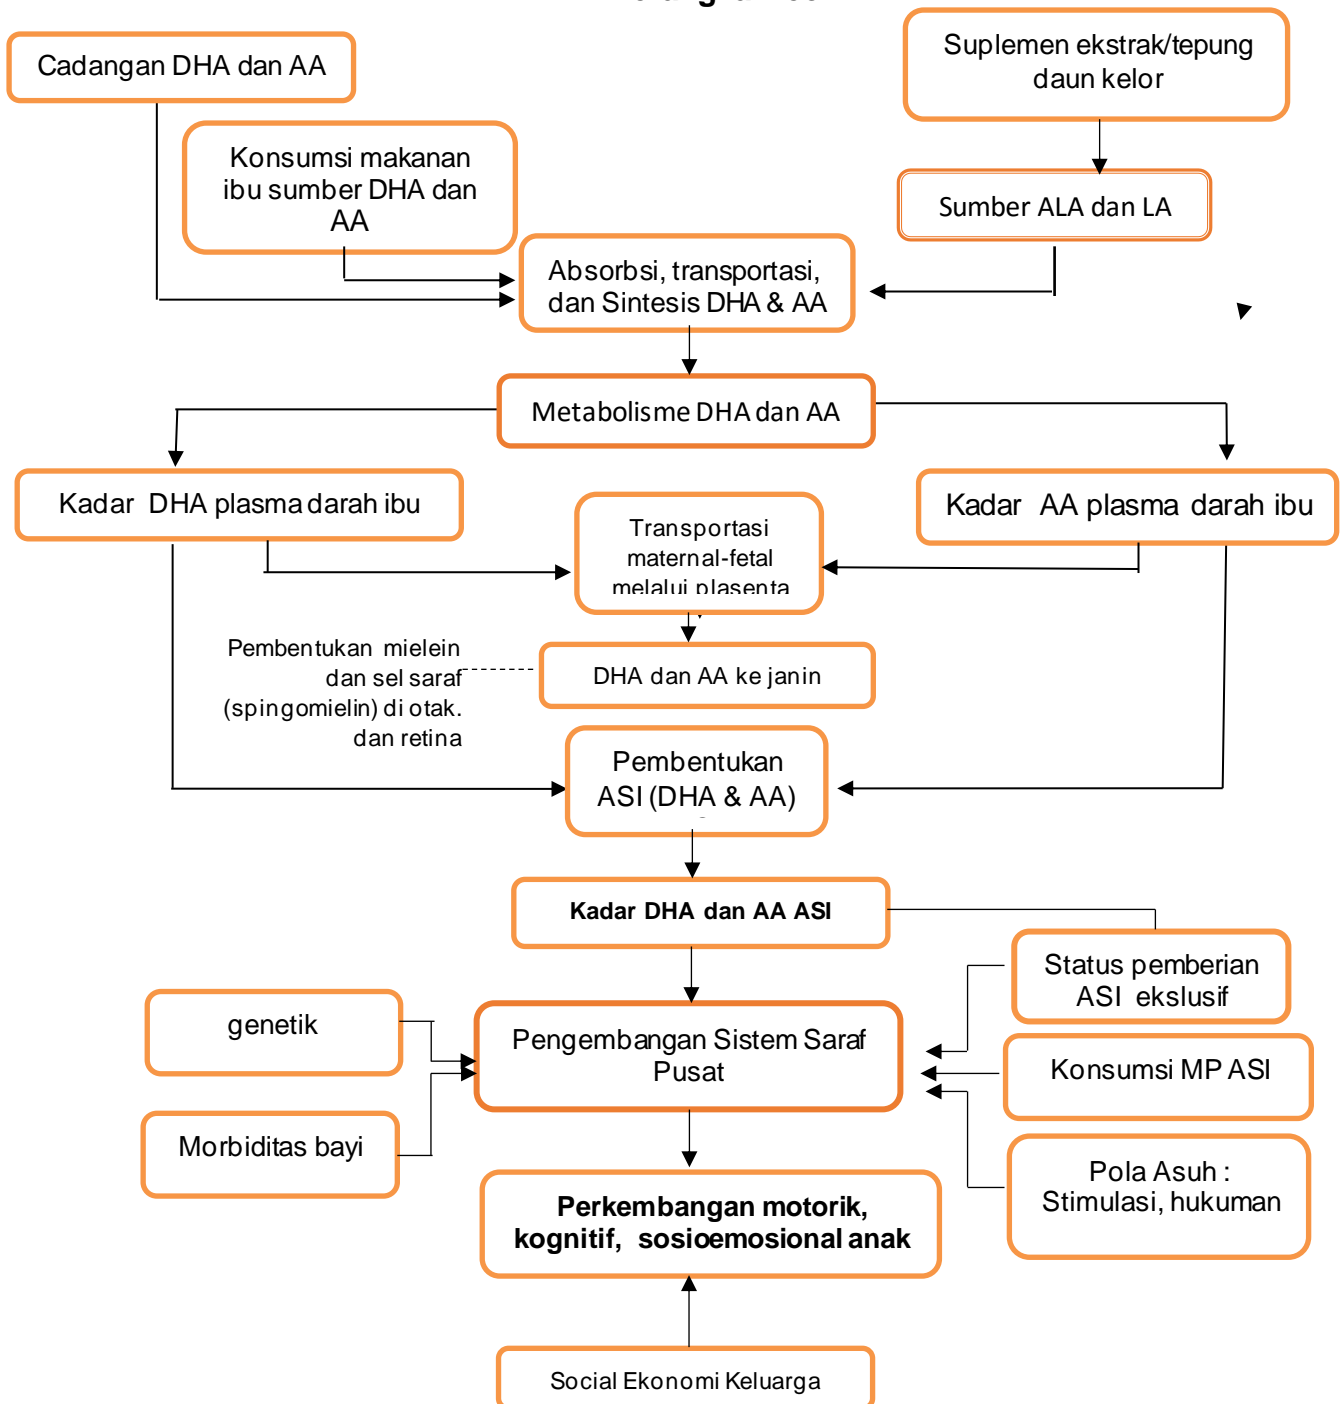 Cadangan DHA dan AA
Suplemen ekstrak/tepung
daun kelor
Konsumsi makanan
ibu sumber DHA dan
AA
Sumber ALA dan LA
Absorbsi, transportasi,
dan Sintesis DHA & AA
Metabolisme DHA dan AA
Kadar DHA plasma darah ibu
Kadar AA plasma darah ibu
Transportasi
maternal-fetal
melalui plasenta
Pembentukan mielein
dan sel saraf
(spingomielin) di otak.
dan retina
DHA dan AA ke janin
Pembentukan
ASI (DHA & AA)
Kadar DHA dan AA ASI
Status pemberian
ASI ekslusif
genetik
Pengembangan Sistem Saraf
Pusat
Konsumsi MP ASI
Morbiditas bayi
Pola Asuh :
Stimulasi, hukuman
Perkembangan motorik,
kognitif, sosioemosional anak
Social Ekonomi Keluarga